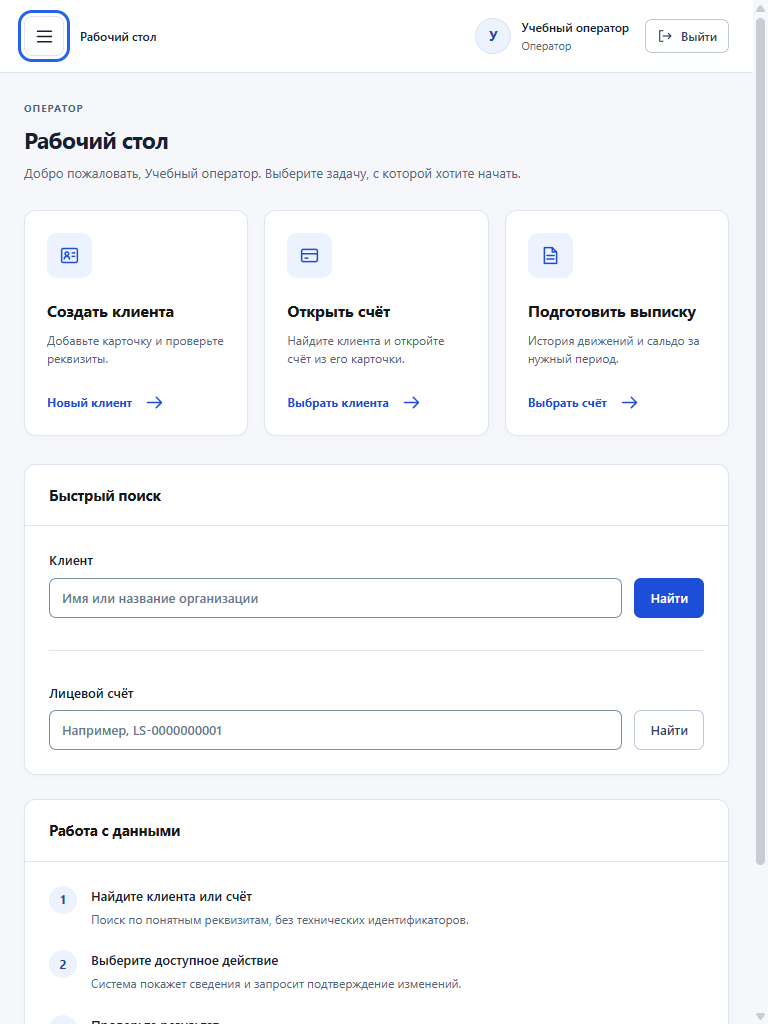 Рабочий стол
У
Учебный оператор
Оператор
Выйти
ОПЕРАТОР
Рабочий стол
Добро пожаловать, Учебный оператор. Выберите задачу, с которой хотите начать.
Создать клиента
Добавьте карточку и проверьте
реквизиты.
Новый клиент
Открыть счёт
Найдите клиента и откройте
счёт из его карточки.
Выбрать клиента
Подготовить выписку
История движений и сальдо за
нужный период.
Выбрать счёт
Быстрый поиск
Клиент
Имя или название организации
Найти
Лицевой счёт
Например, LS-0000000001
Найти
Работа с данными
1
Найдите клиента или счёт
Поиск по понятным реквизитам, без технических идентификаторов.
2
Выберите доступное действие
Система покажет сведения и запросит подтверждение изменений.